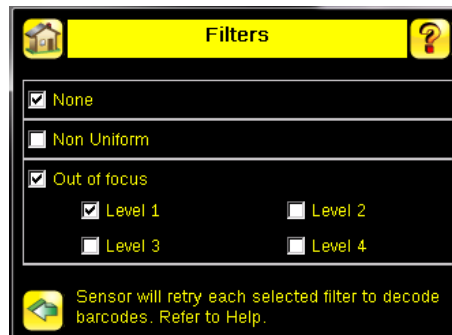 Filters
?
None
Non Uniform
Out of focus
Level 1 Level 2
Level 3 Level 4
Sensor will retry each selected filter to decode
barcodes. Refer to Help.